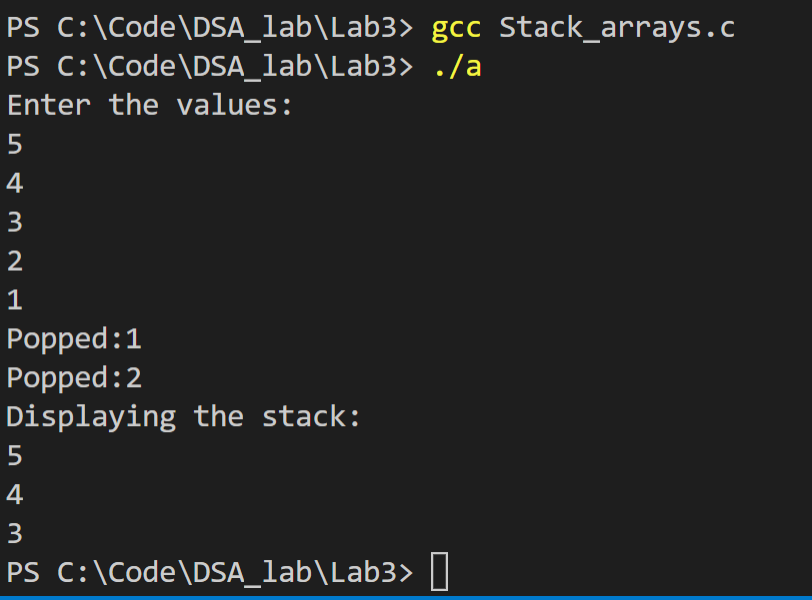 PS C:\Code\DSA_lab\Lab3> gcc Stack_arrays.c
PS C:\Code\DSA_lab\Lab3> ./a
Enter the values:
5
4
3
2
1
Popped:1
Popped:2
Displaying the stack:
5
4
3
PS C:\Code\DSA_lab\Lab3>